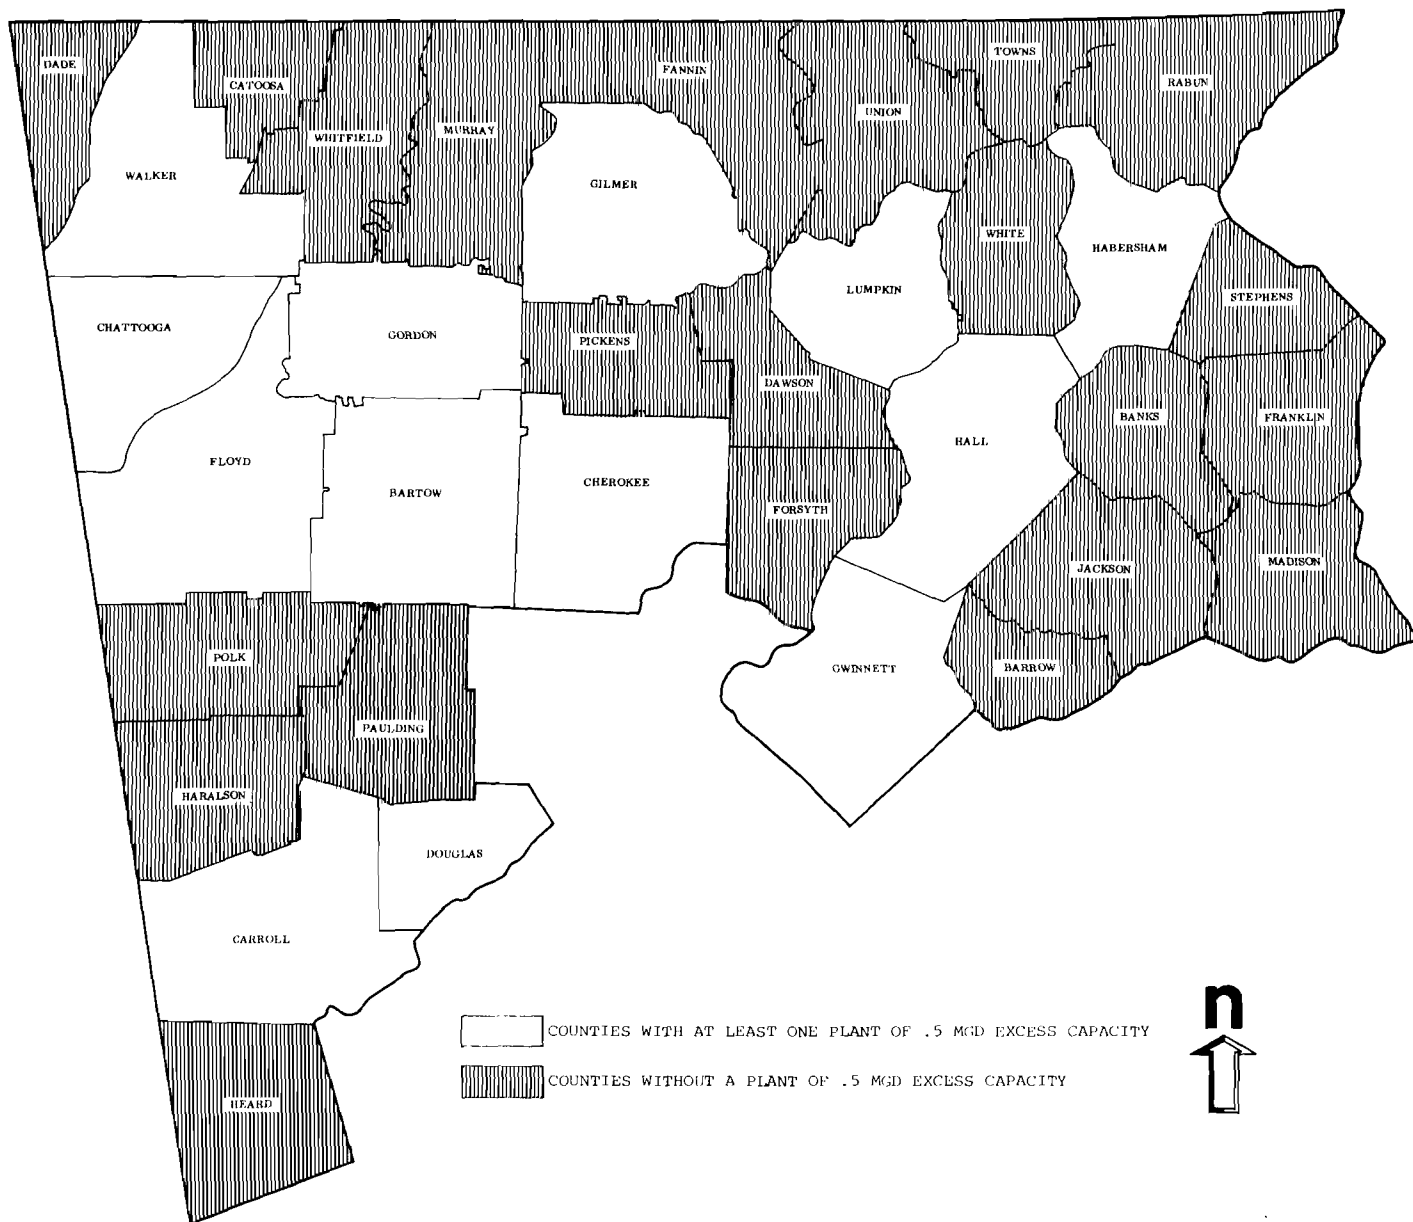 TOWNS
DADE
FANNIN
RABUN
CATOOSA
UNION
MURRAY
WHITFIELD
WALKER
GILMER
WHITE
HABERSHAM
LUMPKIN
STEPHENS
CHATTOOGA
GORDON
PICKENS
DAWSON
BANKS
FRANKLIN
HALL
FLOYD
CHEROKEE
BARTOW
FORSYTH
MADISON
JACKSON
POLK
GWINNETT
BARROW
PAULDING
HARALSON
DOUGLAS
CARROLL
n
COUNTIES WITH AT LEAST ONE PLANT OF .5 MGD EXCESS CAPACITY
COUNTIES WITHOUT A PLANT OF .5 MGD EXCESS CAPACITY
HEARD